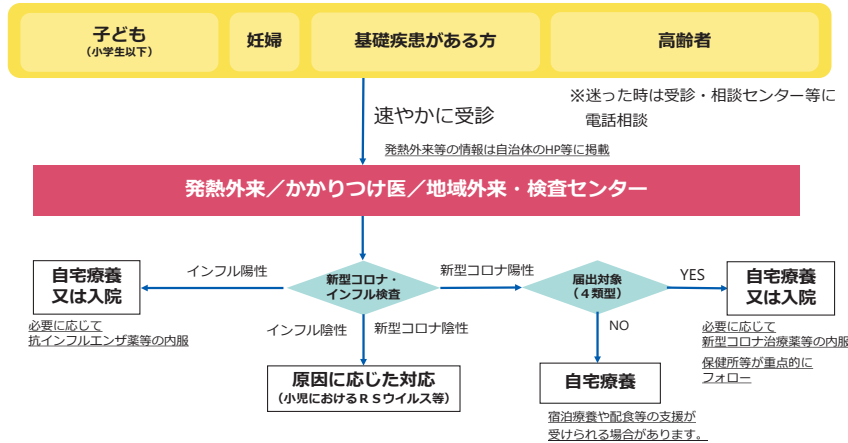 子ども
(小学生以下)
妊婦
基礎疾患がある方
高齢者
速やかに受診
※迷った時は受診・相談センター等に
電話相談
発熱外来等の情報は自治体のHP等に掲載
発熱外来／かかりつけ医／地域外来・検査センター
自宅療養
又は入院
必要に応じて
抗インフルエンザ薬等の内服
インフル陽性
新型コロナ・
インフル検査
新型コロナ陽性
届出対象
(４類型)
YES
自宅療養
又は入院
必要に応じて
新型コロナ治療薬等の内服
保健所等が重点的に
フォロー
インフル陰性
新型コロナ陰性
NO
原因に応じた対応
(小児におけるＲＳウイルス等)
自宅療養
宿泊療養や配食等の支援が
受けられる場合があります。